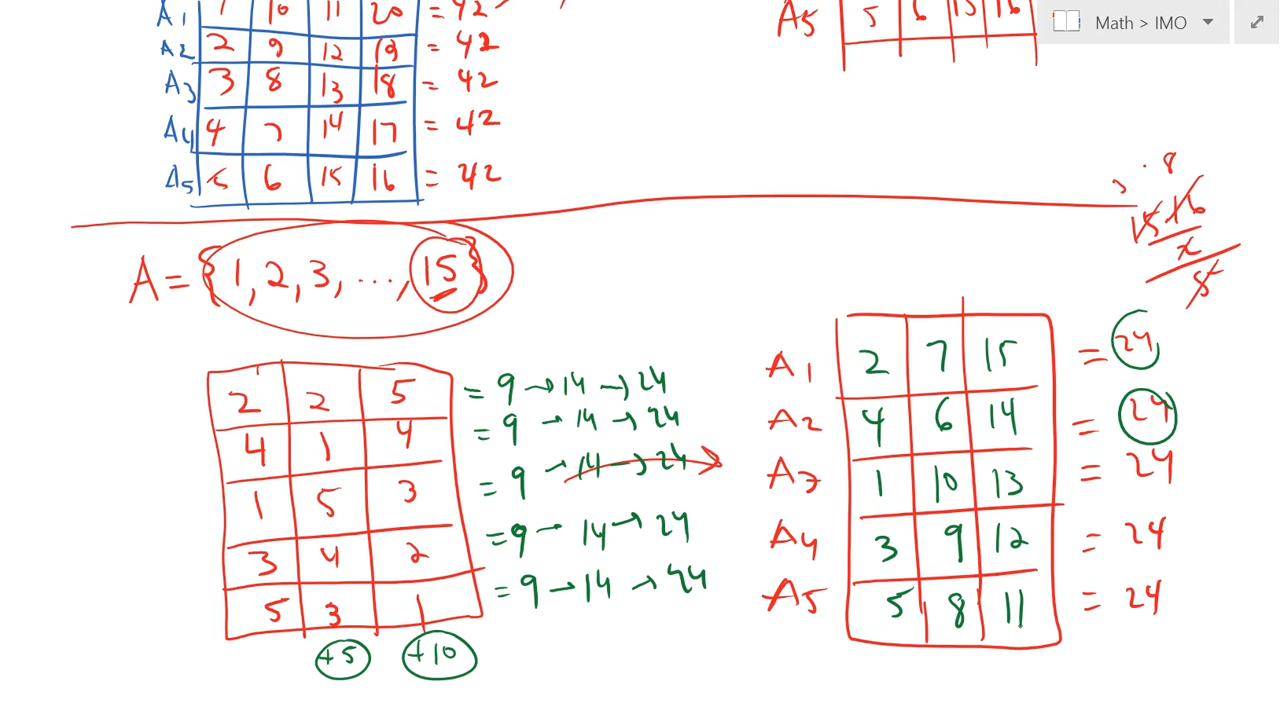 A1 1 10 11 20 = 42
A2 2 9 12 19 = 42
A3 3 8 13 18 = 42
A4 4 7 14 17 = 42
A5 5 6 15 16 = 42
A5 5 6 15 16
Math > IMO
8
15 16
A = {1, 2, 3, ..., 15}
2 2 5 = 9 → 14 → 24
4 1 4 = 9 → 14 → 24
1 5 3 = 9 → 14 → 24
3 4 2 = 9 → 14 → 24
5 3 1 = 9 → 14 → 24
+5 +10
A1 2 7 15 = 24
A2 4 6 14 = 24
A3 1 10 13 = 24
A4 3 9 12 = 24
A5 5 8 11 = 24